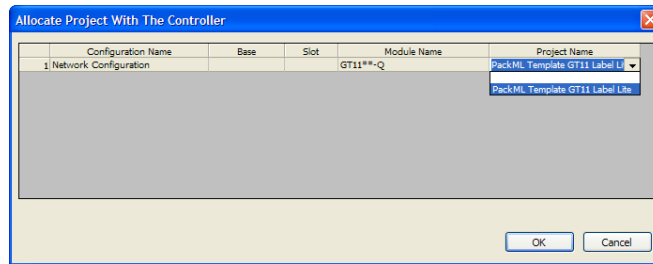 Allocate Project With The Controller
Configuration Name Base Slot Module Name Project Name
1 Network Configuration GT11**-Q PackML Template GT11 Label Li
PackML Template GT11 Label Lite
OK Cancel